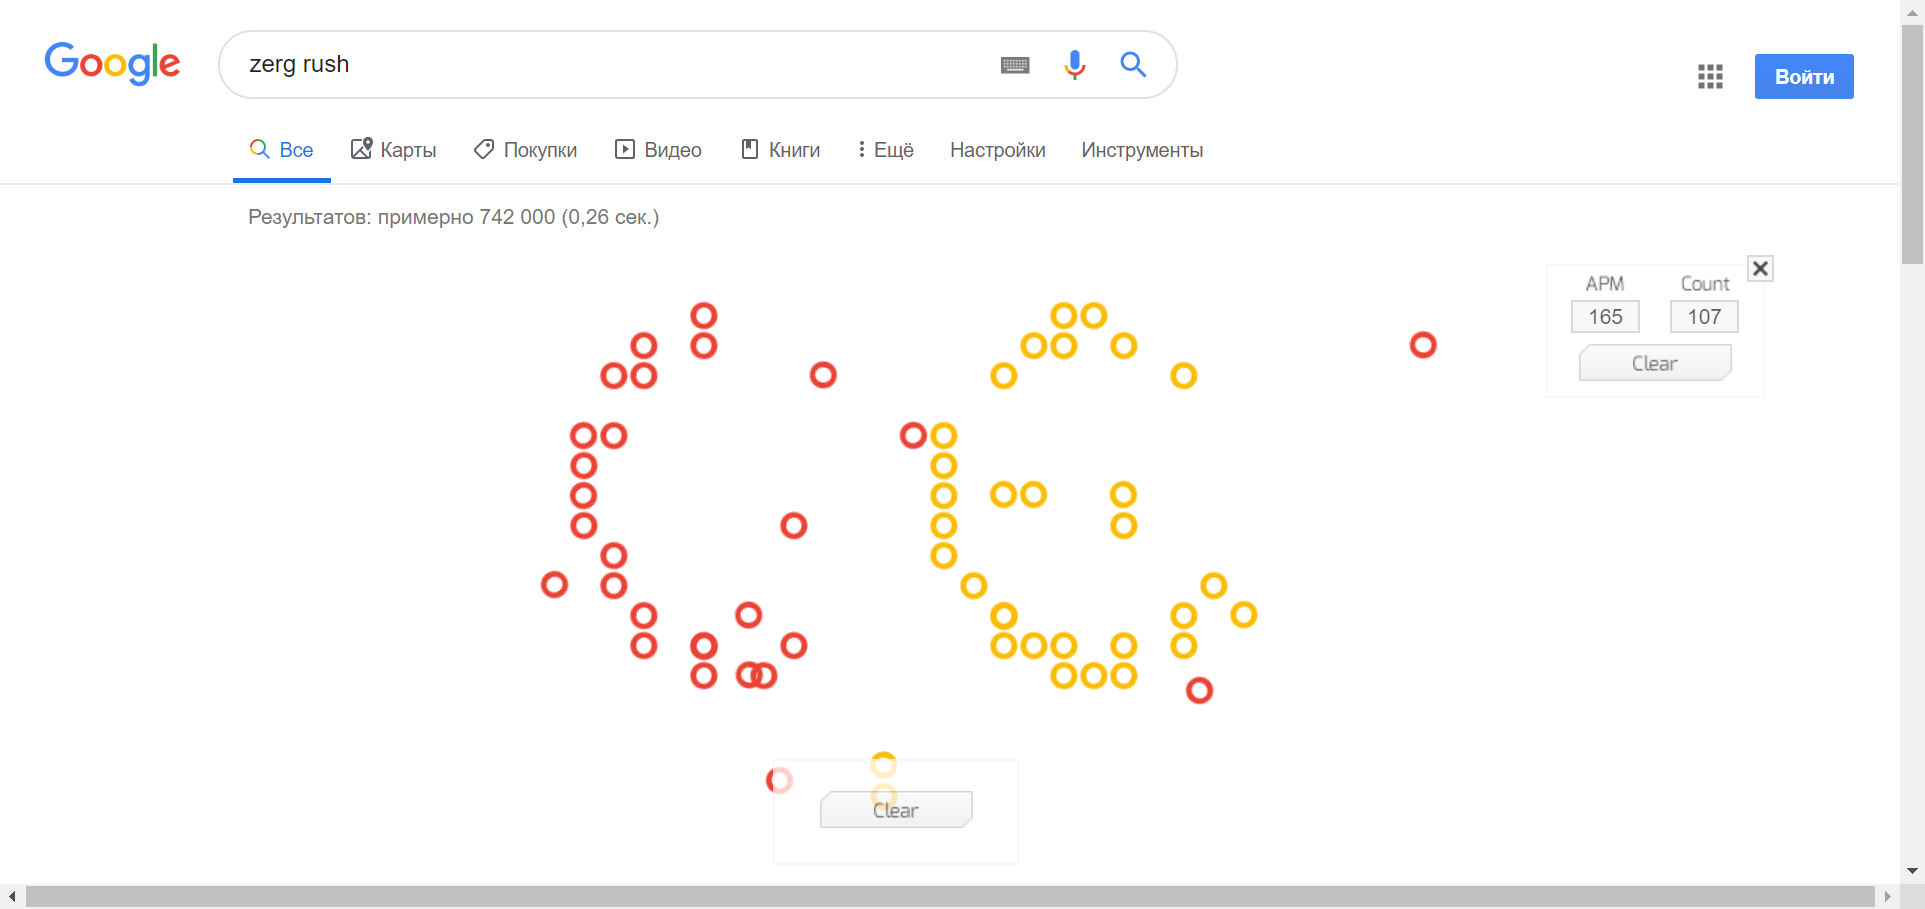 Google
zerg rush
Войти
Все Карты Покупки Видео Книги Ещё Настройки Инструменты
Результатов: примерно 742 000 (0,26 сек.)
APM Count
165 107
Clear
Clear